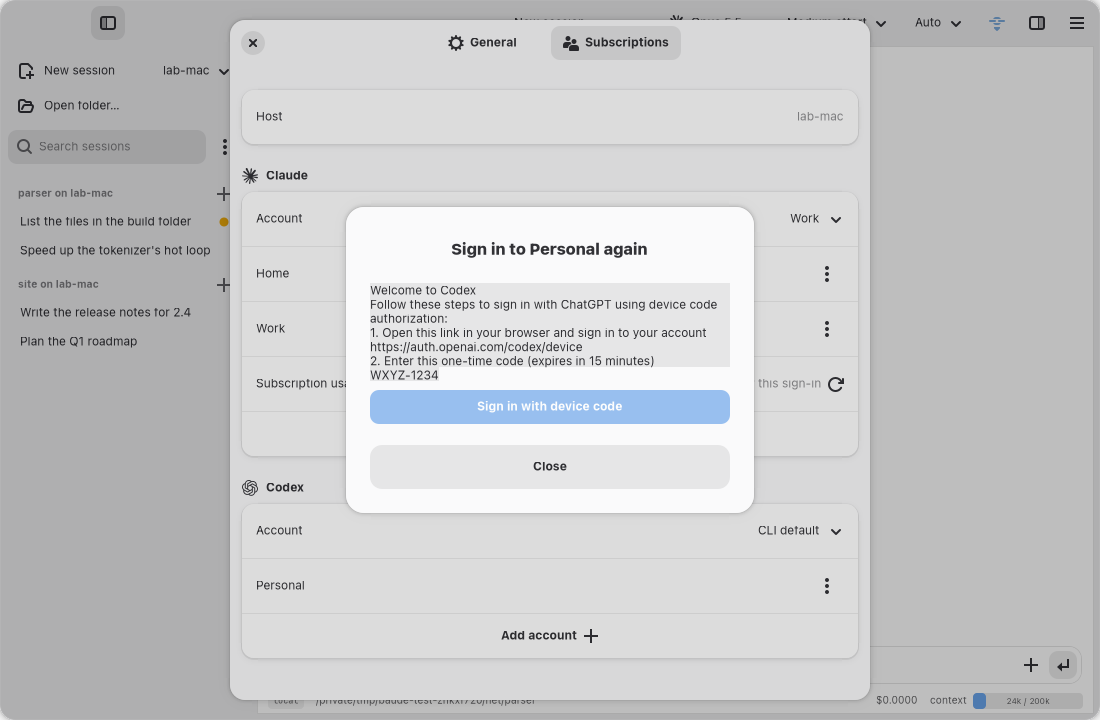 New session
lab-mac
Auto
Open folder...
Search sessions
parser on lab-mac
List the files in the build folder
Speed up the tokenizer's hot loop
site on lab-mac
Write the release notes for 2.4
Plan the Q1 roadmap
General
Subscriptions
Host
lab-mac
Claude
Account
Work
Home
Work
Subscription usa
this sign-in
Sign in to Personal again
Welcome to Codex
Follow these steps to sign in with ChatGPT using device code
authorization:
1. Open this link in your browser and sign in to your account
https://auth.openai.com/codex/device
2. Enter this one-time code (expires in 15 minutes)
WXYZ-1234
Sign in with device code
Close
Codex
Account
CLI default
Personal
Add account
$0.0000
context
24k / 200k